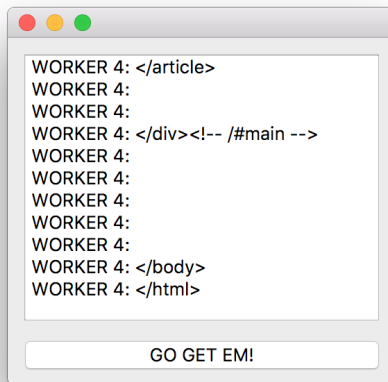 WORKER 4: </article>
WORKER 4:
WORKER 4:
WORKER 4: </div><!-- /#main -->
WORKER 4:
WORKER 4:
WORKER 4:
WORKER 4:
WORKER 4:
WORKER 4: </body>
WORKER 4: </html>
GO GET EM!